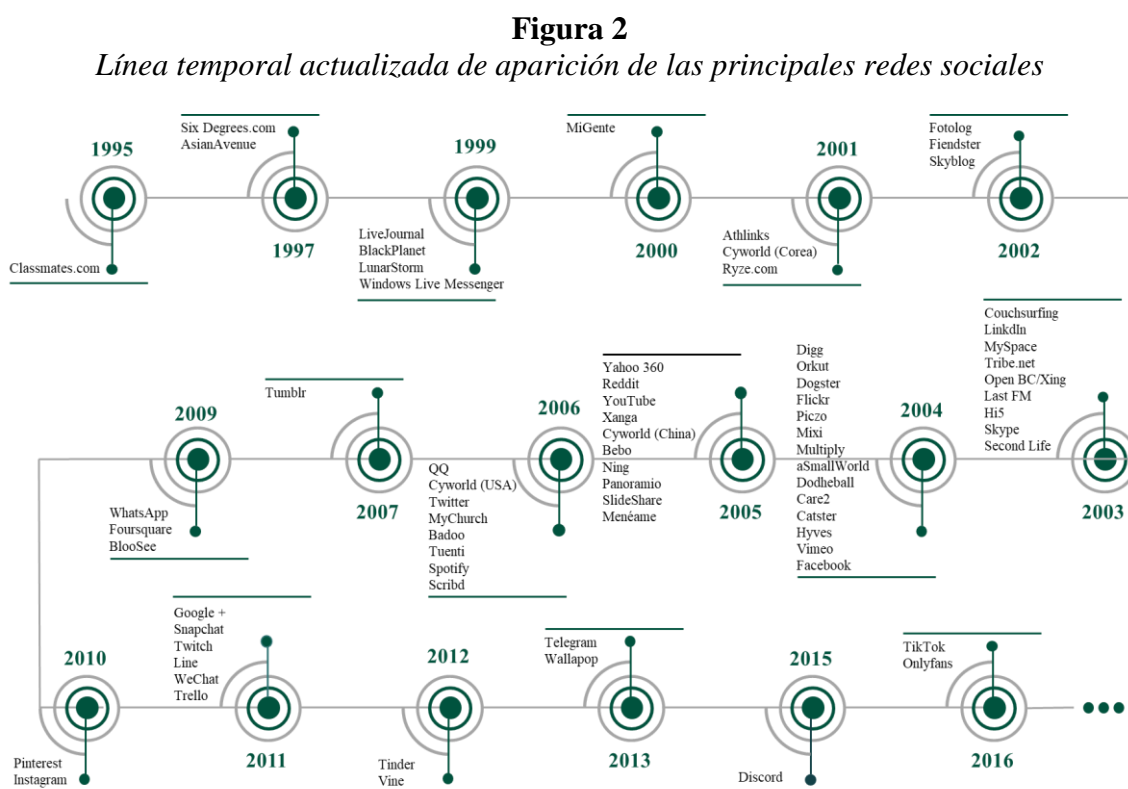 Figura 2
Línea temporal actualizada de aparición de las principales redes sociales
1995
Classmates.com
Six Degrees.com
AsianAvenue
1997
1999
LiveJournal
BlackPlanet
LunarStorm
Windows Live Messenger
MiGente
2000
2001
Athlinks
Cyworld (Corea)
Ryze.com
Fotolog
Fiendster
Skyblog
2002
Couchsurfing
LinkdIn
MySpace
Tribe.net
Open BC/Xing
Last FM
Hi5
Skype
Second Life
2003
2004
Digg
Orkut
Dogster
Flickr
Piczo
Mixi
Multiply
aSmallWorld
Dodheball
Care2
Catster
Hyves
Vimeo
Facebook
Yahoo 360
Reddit
YouTube
Xanga
Cyworld (China)
Bebo
Ning
Panoramio
SlideShare
Menéame
2005
2006
QQ
Cyworld (USA)
Twitter
MyChurch
Badoo
Tuenti
Spotify
Scribd
Tumblr
2007
2009
WhatsApp
Foursquare
BlooSee
2010
Pinterest
Instagram
Google +
Snapchat
Twitch
Line
WeChat
Trello
2011
2012
Tinder
Vine
Telegram
Wallapop
2013
2015
Discord
TikTok
Onlyfans
2016